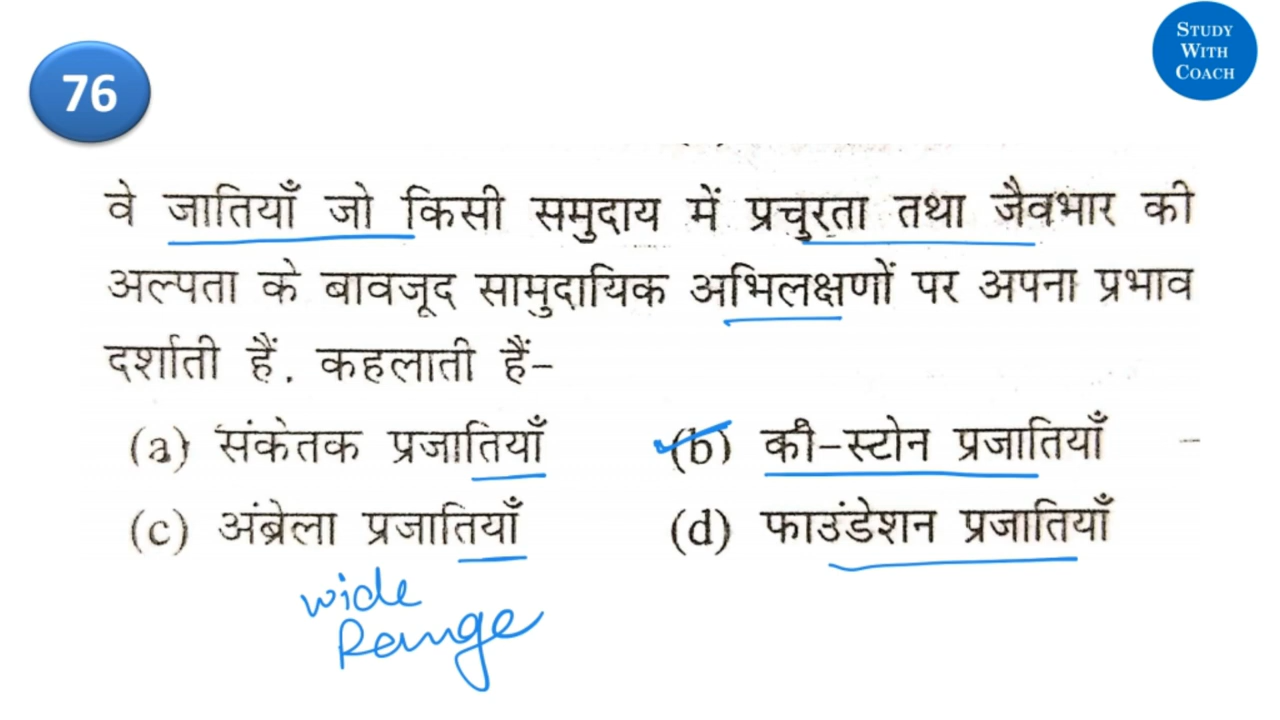 STUDY
WITH
COACH
76
वे जातियाँ जो किसी समुदाय में प्रचुरता तथा जैवभार की
अल्पता के बावजूद सामुदायिक अभिलक्षणों पर अपना प्रभाव
दर्शाती हैं. कहलाती हैं–
(a) संकेतक प्रजातियाँ (b) की–स्टोन प्रजातियाँ
(c) अंब्रेला प्रजातियाँ (d) फाउंडेशन प्रजातियाँ
wide
Range